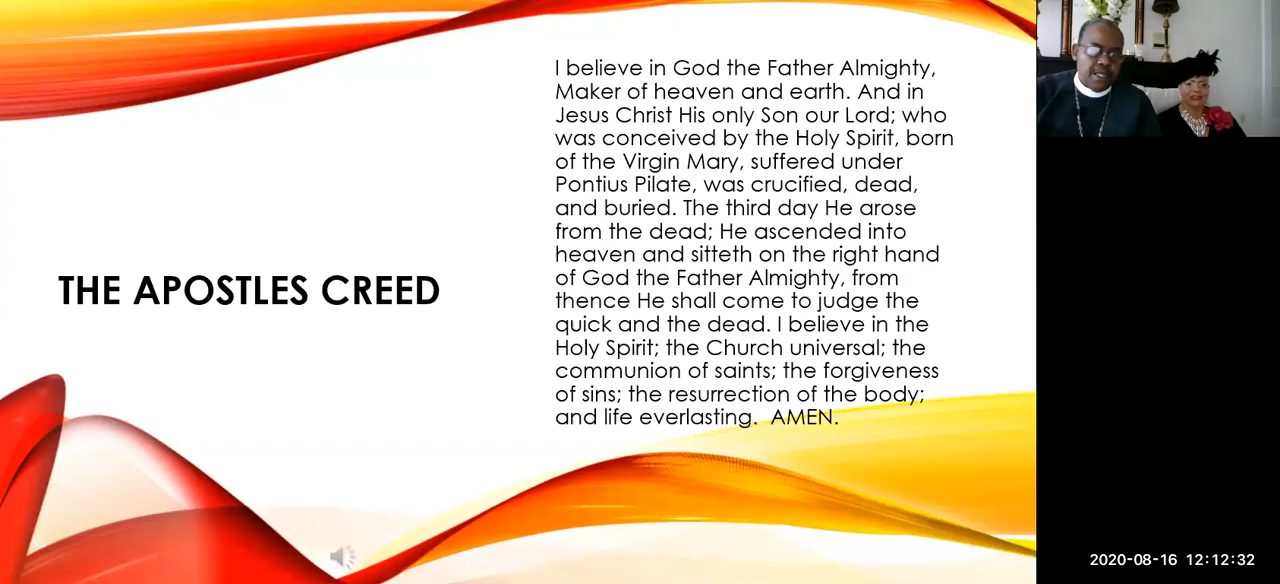 THE APOSTLES CREED
I believe in God the Father Almighty,
Maker of heaven and earth. And in
Jesus Christ His only Son our Lord; who
was conceived by the Holy Spirit, born
of the Virgin Mary, suffered under
Pontius Pilate, was crucified, dead,
and buried. The third day He arose
from the dead; He ascended into
heaven and sitteth on the right hand
of God the Father Almighty, from
thence He shall come to judge the
quick and the dead. I believe in the
Holy Spirit; the Church universal; the
communion of saints; the forgiveness
of sins; the resurrection of the body;
and life everlasting.  AMEN.
2020-08-16 12:12:32